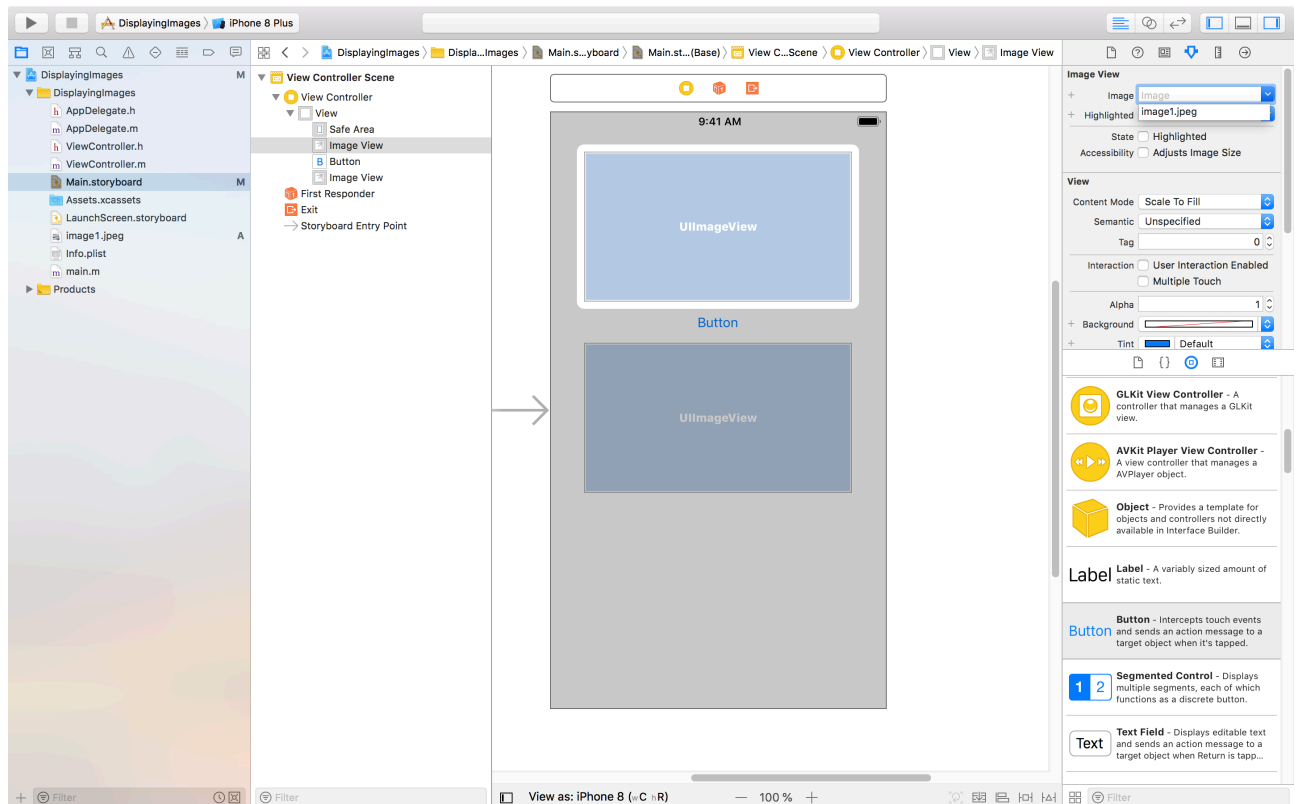 DisplayingImages
iPhone 8 Plus
DisplayingImages
Displa...Images
Main.s...yboard
Main.st...(Base)
View C...Scene
View Controller
View
Image View
DisplayingImages M
DisplayingImages
h AppDelegate.h
m AppDelegate.m
h ViewController.h
m ViewController.m
Main.storyboard M
Assets.xcassets
LaunchScreen.storyboard
image1.jpeg A
Info.plist
m main.m
Products
Filter
View Controller Scene
View Controller
View
Safe Area
Image View
B Button
Image View
First Responder
Exit
Storyboard Entry Point
Filter
9:41 AM
UIImageView
Button
UIImageView
View as: iPhone 8 (wC hR)
100 %
Image View
Image Image
image1.jpeg
Highlighted
State Highlighted
Accessibility Adjusts Image Size
View
Content Mode Scale To Fill
Semantic Unspecified
Tag 0
Interaction User Interaction Enabled
Multiple Touch
Alpha 1
Background
Tint Default
{}
GLKit View Controller - A
controller that manages a GLKit
view.
AVKit Player View Controller -
A view controller that manages a
AVPlayer object.
Object - Provides a template for
objects and controllers not directly
available in Interface Builder.
Label
Label - A variably sized amount of
static text.
Button
Button - Intercepts touch events
and sends an action message to a
target object when it's tapped.
1 2
Segmented Control - Displays
multiple segments, each of which
functions as a discrete button.
Text
Text Field - Displays editable text
and sends an action message to a
target object when Return is tapp...
Filter